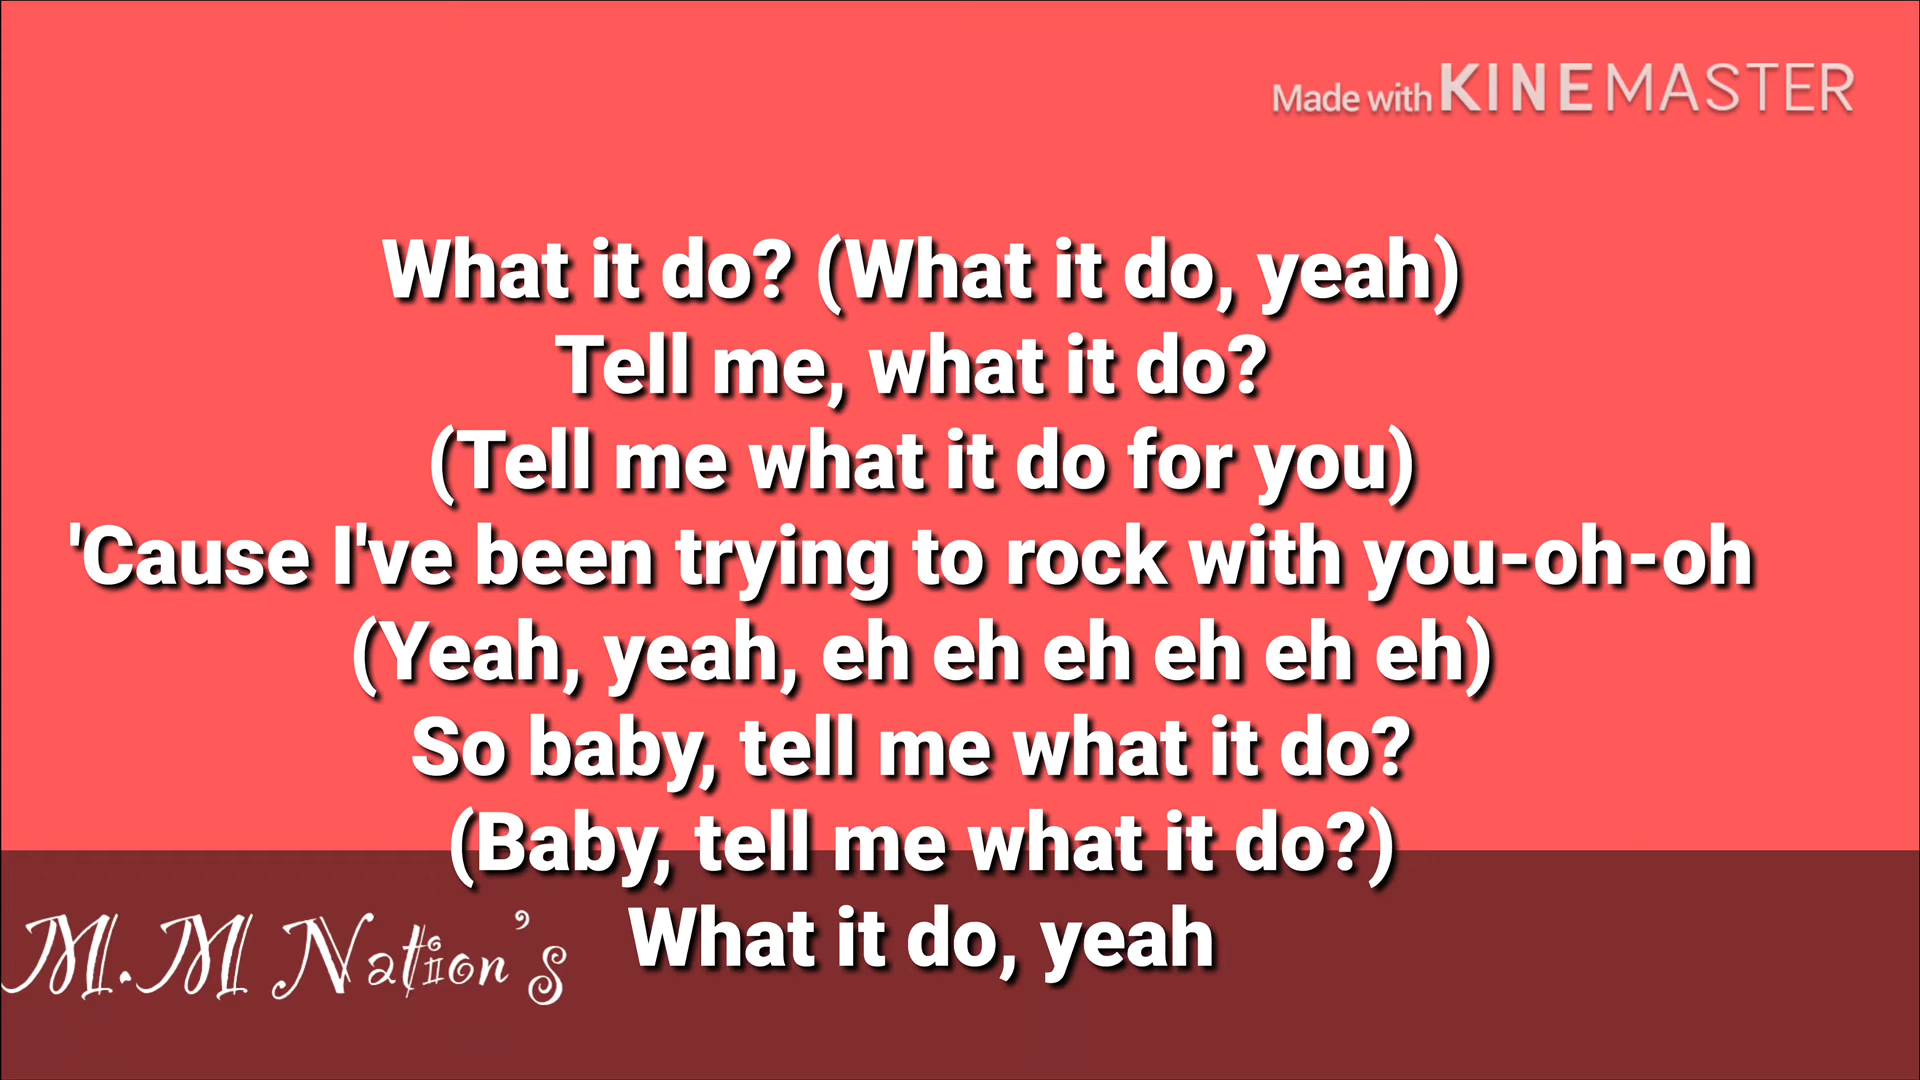 Made with KINEMASTER
What it do? (What it do, yeah)
Tell me, what it do?
(Tell me what it do for you)
'Cause I've been trying to rock with you-oh-oh
(Yeah, yeah, eh eh eh eh eh eh)
So baby, tell me what it do?
(Baby, tell me what it do?)
What it do, yeah
M.M Nation's